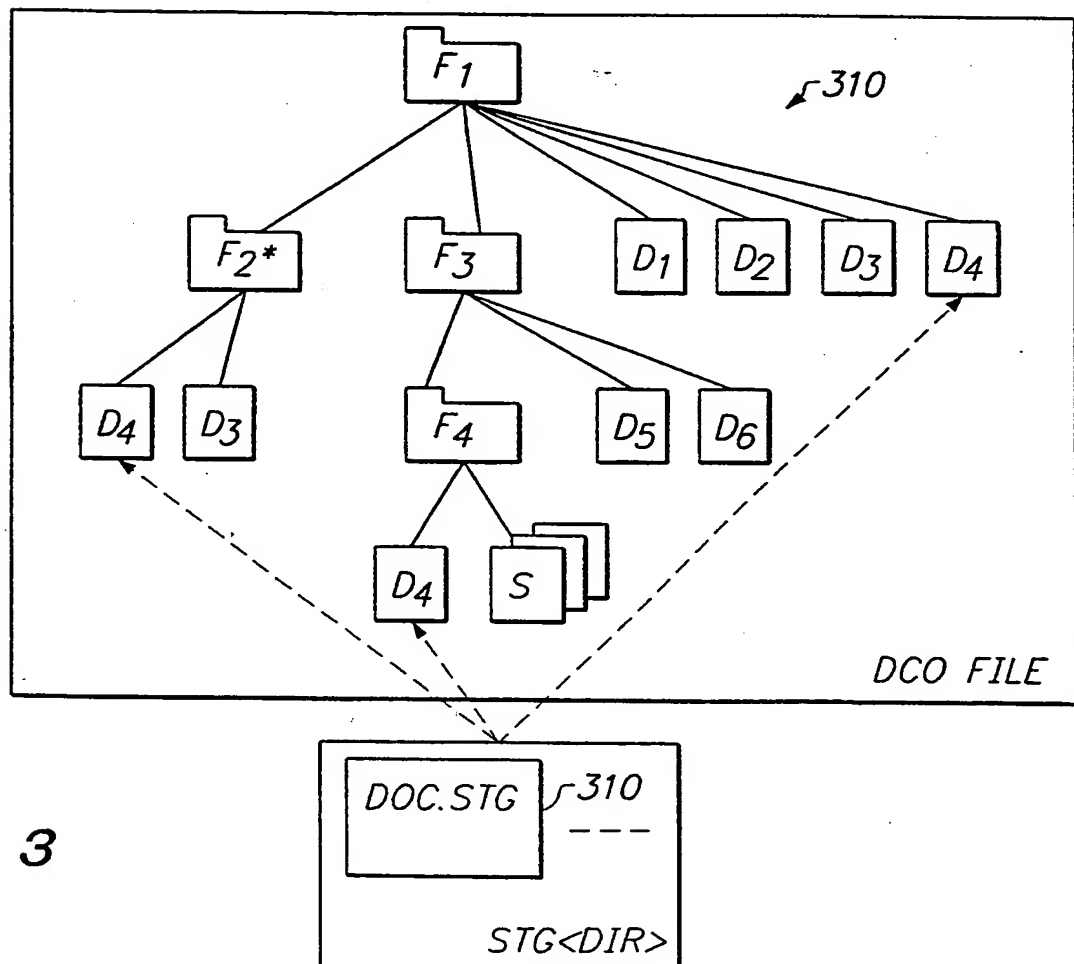 F1
310
F2*
F3
D1
D2
D3
D4
D4
D3
F4
D5
D6
D4
S
DCO FILE
DOC.STG
310
3
STG<DIR>